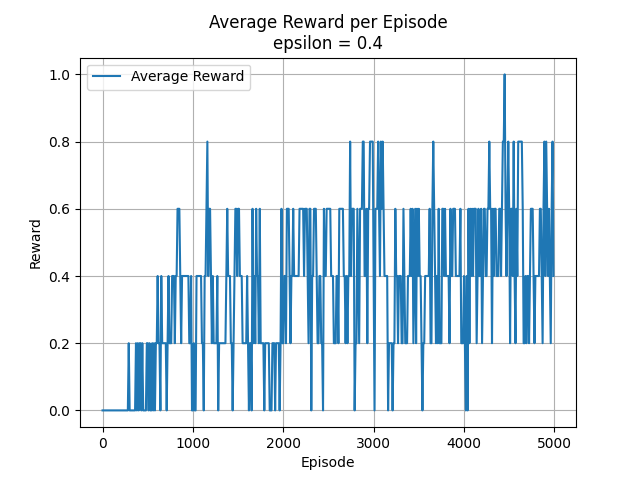 Average Reward per Episode
epsilon = 0.4
Average Reward
1.0
0.8
0.6
0.4
0.2
0.0
Reward
0 1000 2000 3000 4000 5000
Episode